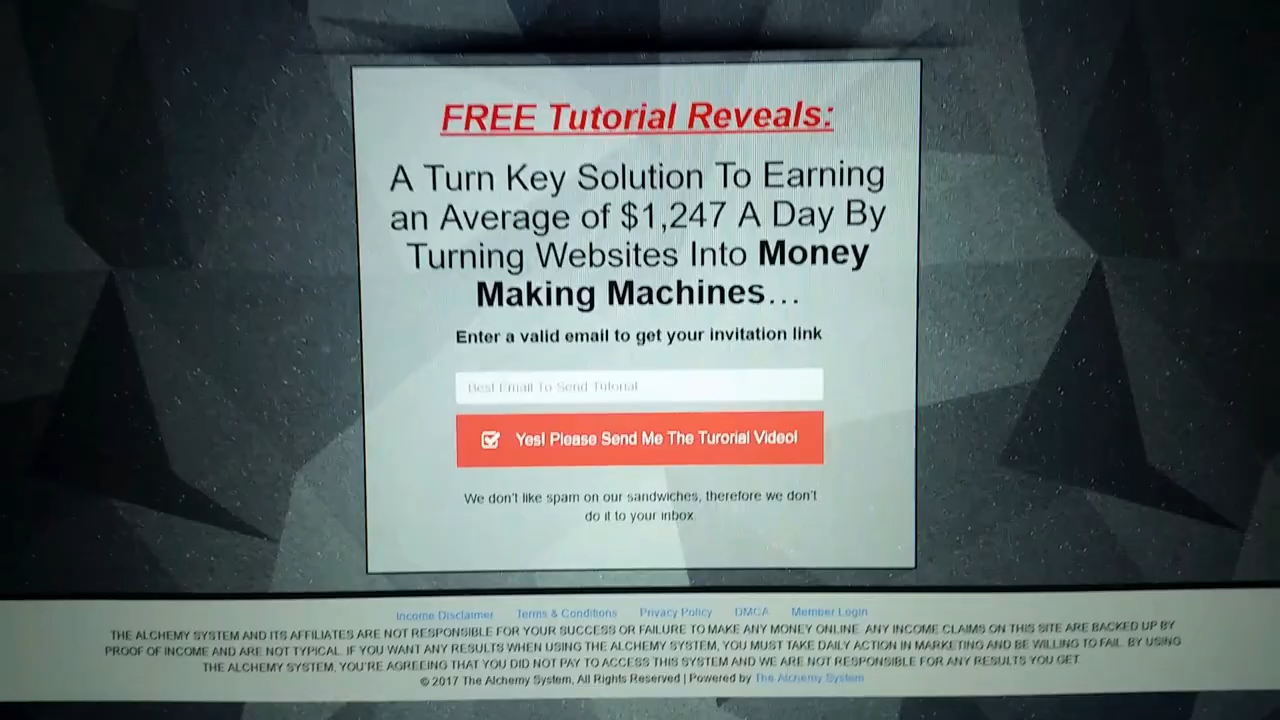 FREE Tutorial Reveals:
A Turn Key Solution To Earning
an Average of $1,247 A Day By
Turning Websites Into Money
Making Machines...
Enter a valid email to get your invitation link
Best Email To Send Tutorial
Yes! Please Send Me The Turorial Video!
We don't like spam on our sandwiches, therefore we don't
do it to your inbox.
Income Disclaimer Terms & Conditions Privacy Policy DMCA Member Login
THE ALCHEMY SYSTEM AND ITS AFFILIATES ARE NOT RESPONSIBLE FOR YOUR SUCCESS OR FAILURE TO MAKE ANY MONEY ONLINE. ANY INCOME CLAIMS ON THIS SITE ARE BACKED UP BY
PROOF OF INCOME AND ARE NOT TYPICAL. IF YOU WANT ANY RESULTS WHEN USING THE ALCHEMY SYSTEM, YOU MUST TAKE DAILY ACTION IN MARKETING AND BE WILLING TO FAIL. BY USING
THE ALCHEMY SYSTEM, YOU'RE AGREEING THAT YOU DID NOT PAY TO ACCESS THIS SYSTEM AND WE ARE NOT RESPONSIBLE FOR ANY RESULTS YOU GET.
© 2017 The Alchemy System, All Rights Reserved | Powered by The Alchemy System